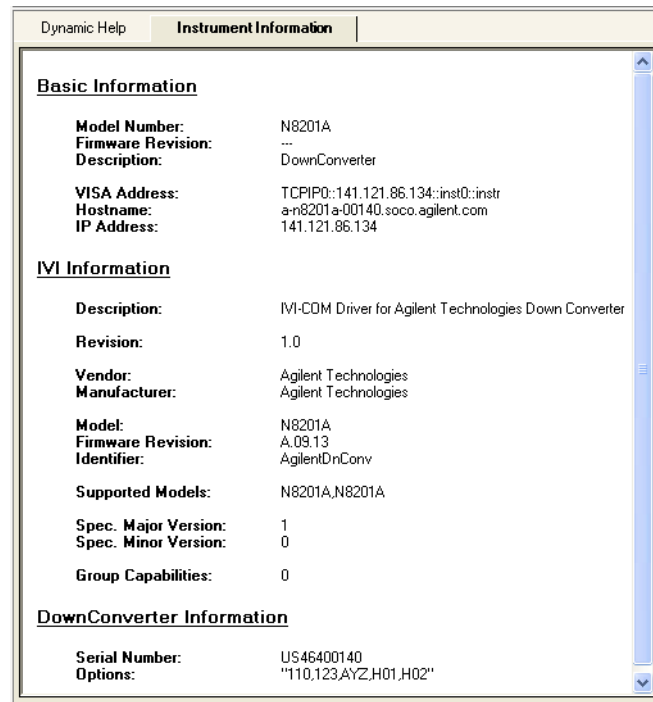 Dynamic Help Instrument Information
Basic Information
Model Number: N8201A
Firmware Revision: ---
Description: DownConverter
VISA Address: TCPIP0::141.121.86.134::inst0::instr
Hostname: a-n8201a-00140.soco.agilent.com
IP Address: 141.121.86.134
IVI Information
Description: IVI-COM Driver for Agilent Technologies Down Converter
Revision: 1.0
Vendor: Agilent Technologies
Manufacturer: Agilent Technologies
Model: N8201A
Firmware Revision: A.09.13
Identifier: AgilentDnConv
Supported Models: N8201A,N8201A
Spec. Major Version: 1
Spec. Minor Version: 0
Group Capabilities: 0
DownConverter Information
Serial Number: US46400140
Options: "110,123,AYZ,H01,H02"